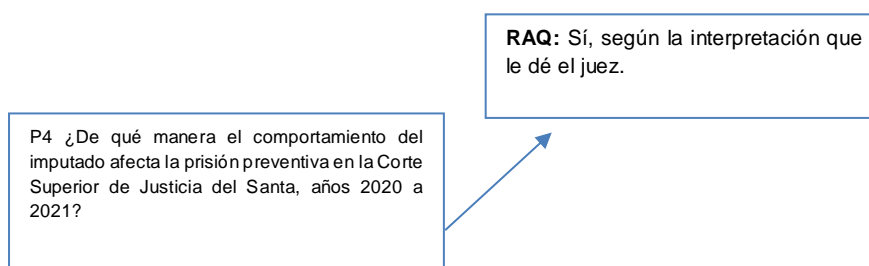 RAQ: Sí, según la interpretación que
le dé el juez.
P4 ¿De qué manera el comportamiento del
imputado afecta la prisión preventiva en la Corte
Superior de Justicia del Santa, años 2020 a
2021?